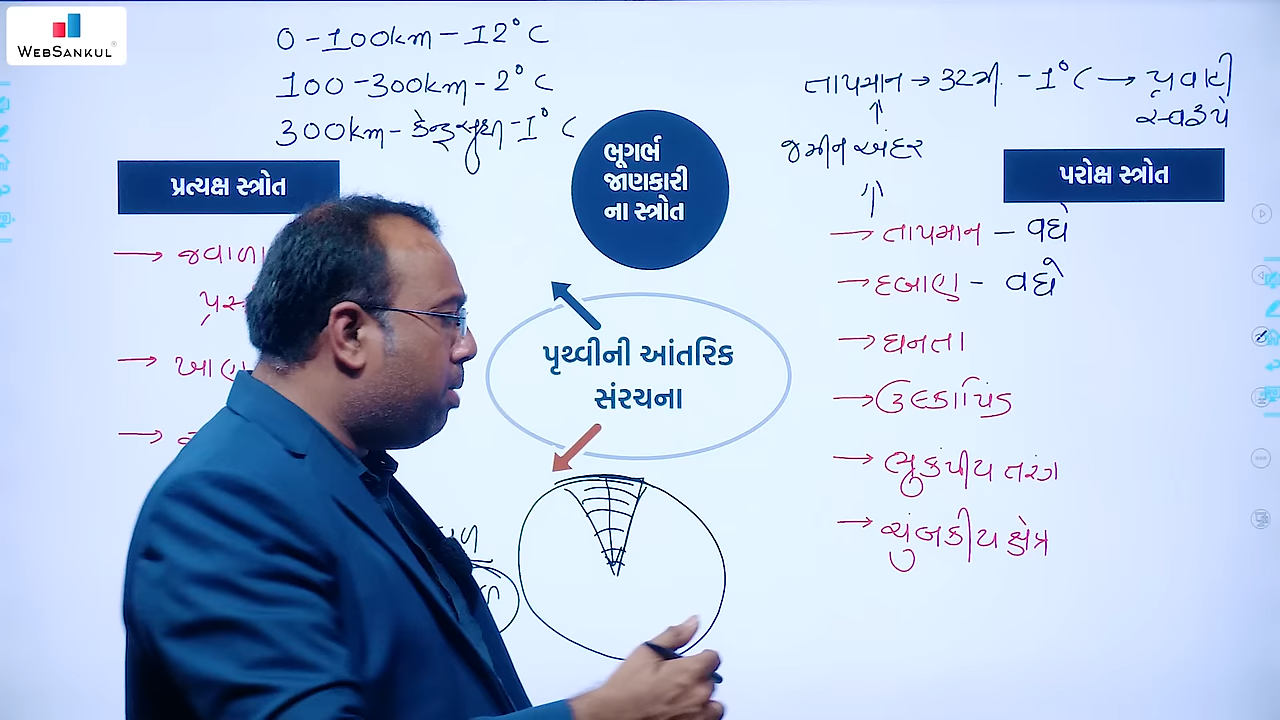 WEBSANKUL
0 - 100km - 12°C
100 - 300km - 2°C
300km - કેન્દ્ર સુધી - 1°C
તાપમાન → 32મી. - 1°C → પ્રવાહી
સ્વરૂપે
જમીન અંદર
ભૂગર્ભ
જાણકારી
ના સ્ત્રોત
પ્રત્યક્ષ સ્ત્રોત
પરોક્ષ સ્ત્રોત
→ જવાળા
→ ખાણ
પૃથ્વીની આંતરિક
સંરચના
→ તાપમાન - વધે
→ દબાણ - વધે
→ ઘનતા
→ ઉલ્કાપિંડ
→ ભુકંપીય તરંગ
→ ચુંબકીય ક્ષેત્ર